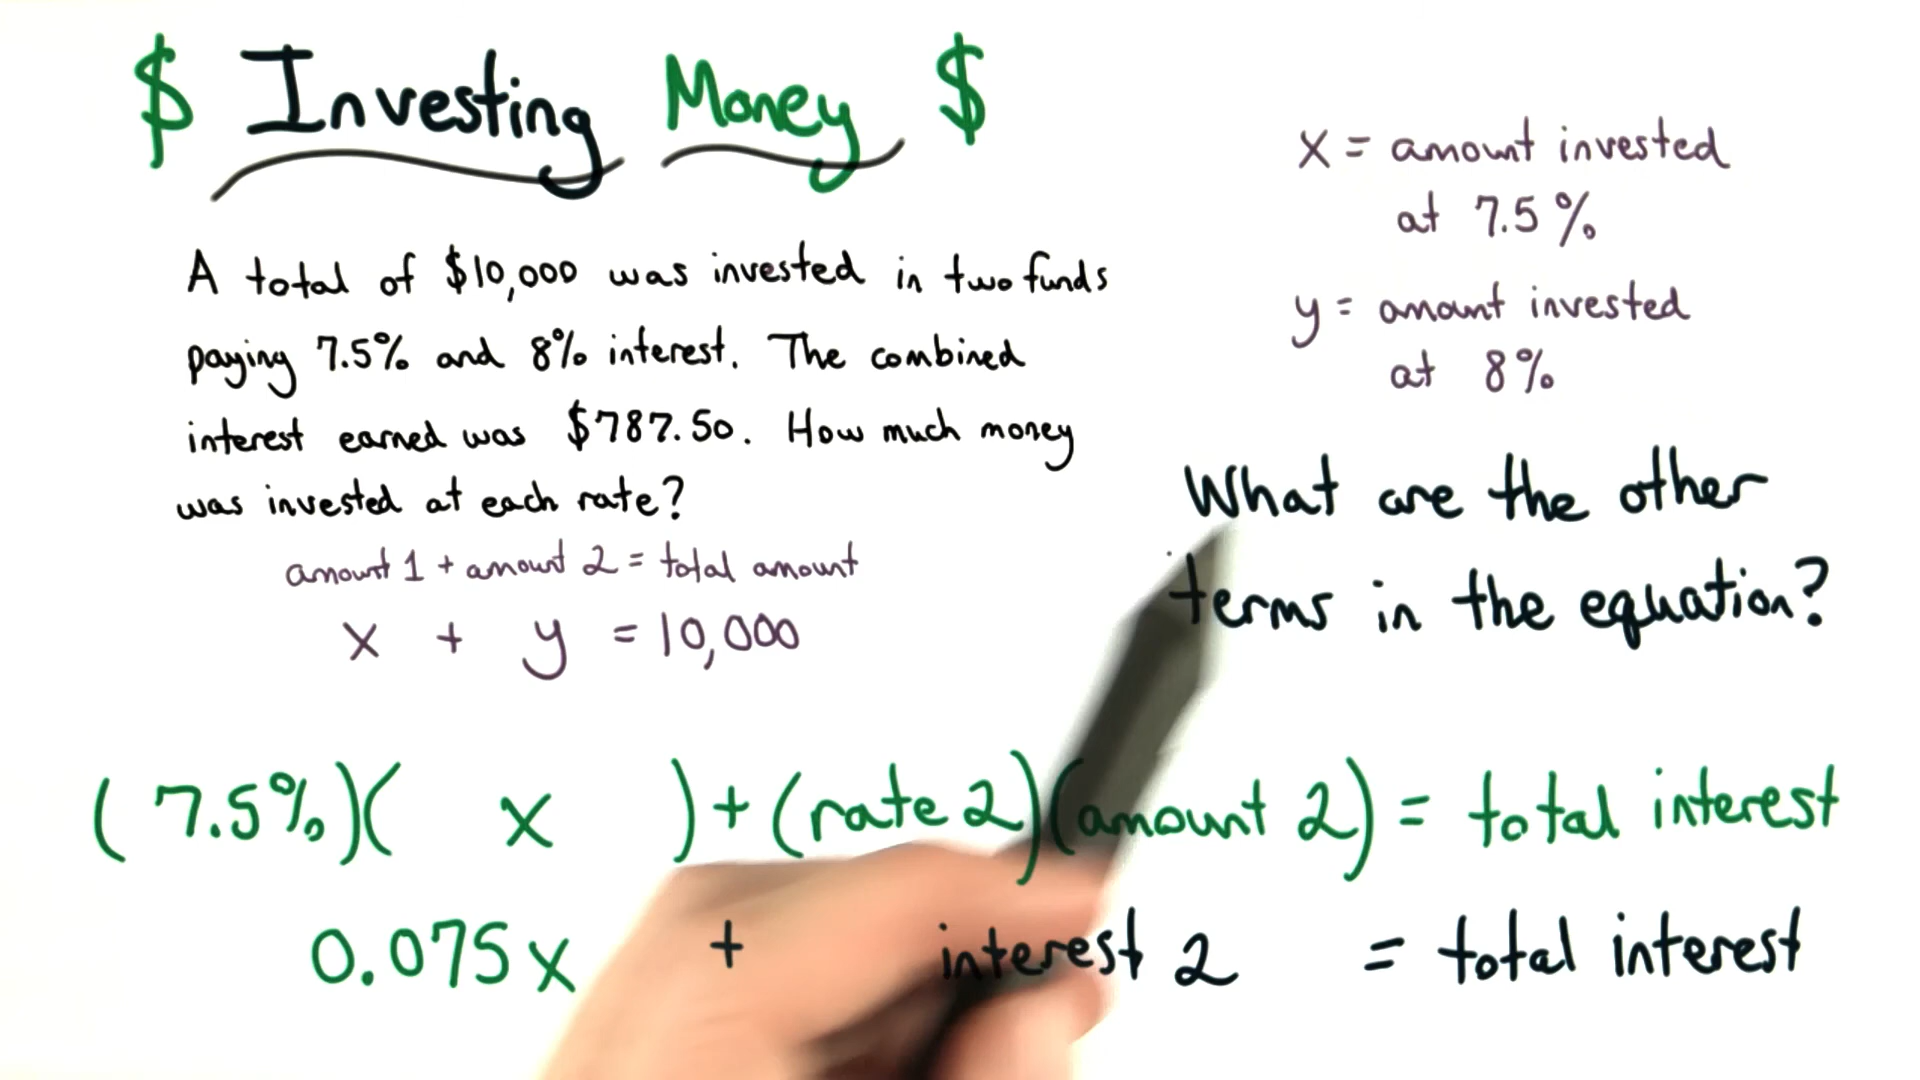 $ Investing Money $
A total of $10,000 was invested in two funds
paying 7.5% and 8% interest. The combined
interest earned was $787.50. How much money
was invested at each rate?
amount 1 + amount 2 = total amount
x + y = 10,000
x = amount invested
at 7.5%
y = amount invested
at 8%
What are the other
terms in the equation?
(7.5%)( x ) + (rate 2)(amount 2) = total interest
0.075x + interest 2 = total interest